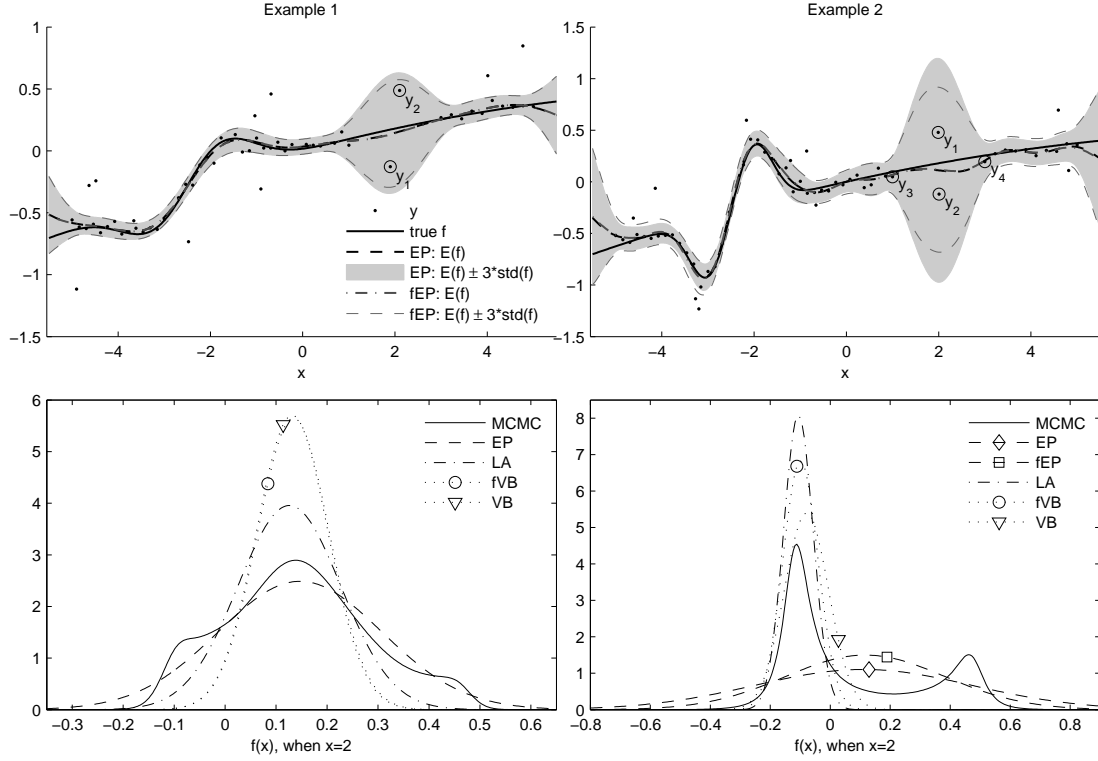 Example 1
1
0.5
0
−0.5
−1
−1.5
−4
−2
0
2
4
x
y₂
y₁
y
true f
EP: E(f)
EP: E(f) ± 3*std(f)
fEP: E(f)
fEP: E(f) ± 3*std(f)
Example 2
1.5
1
0.5
0
−0.5
−1
−1.5
−4
−2
0
2
4
x
y₁
y₃
y₄
y₂
6
5
4
3
2
1
0
−0.3
−0.2
−0.1
0
0.1
0.2
0.3
0.4
0.5
0.6
f(x), when x=2
MCMC
EP
LA
fVB
VB
8
7
6
5
4
3
2
1
0
−0.8
−0.6
−0.4
−0.2
0
0.2
0.4
0.6
0.8
f(x), when x=2
MCMC
EP
fEP
LA
fVB
VB